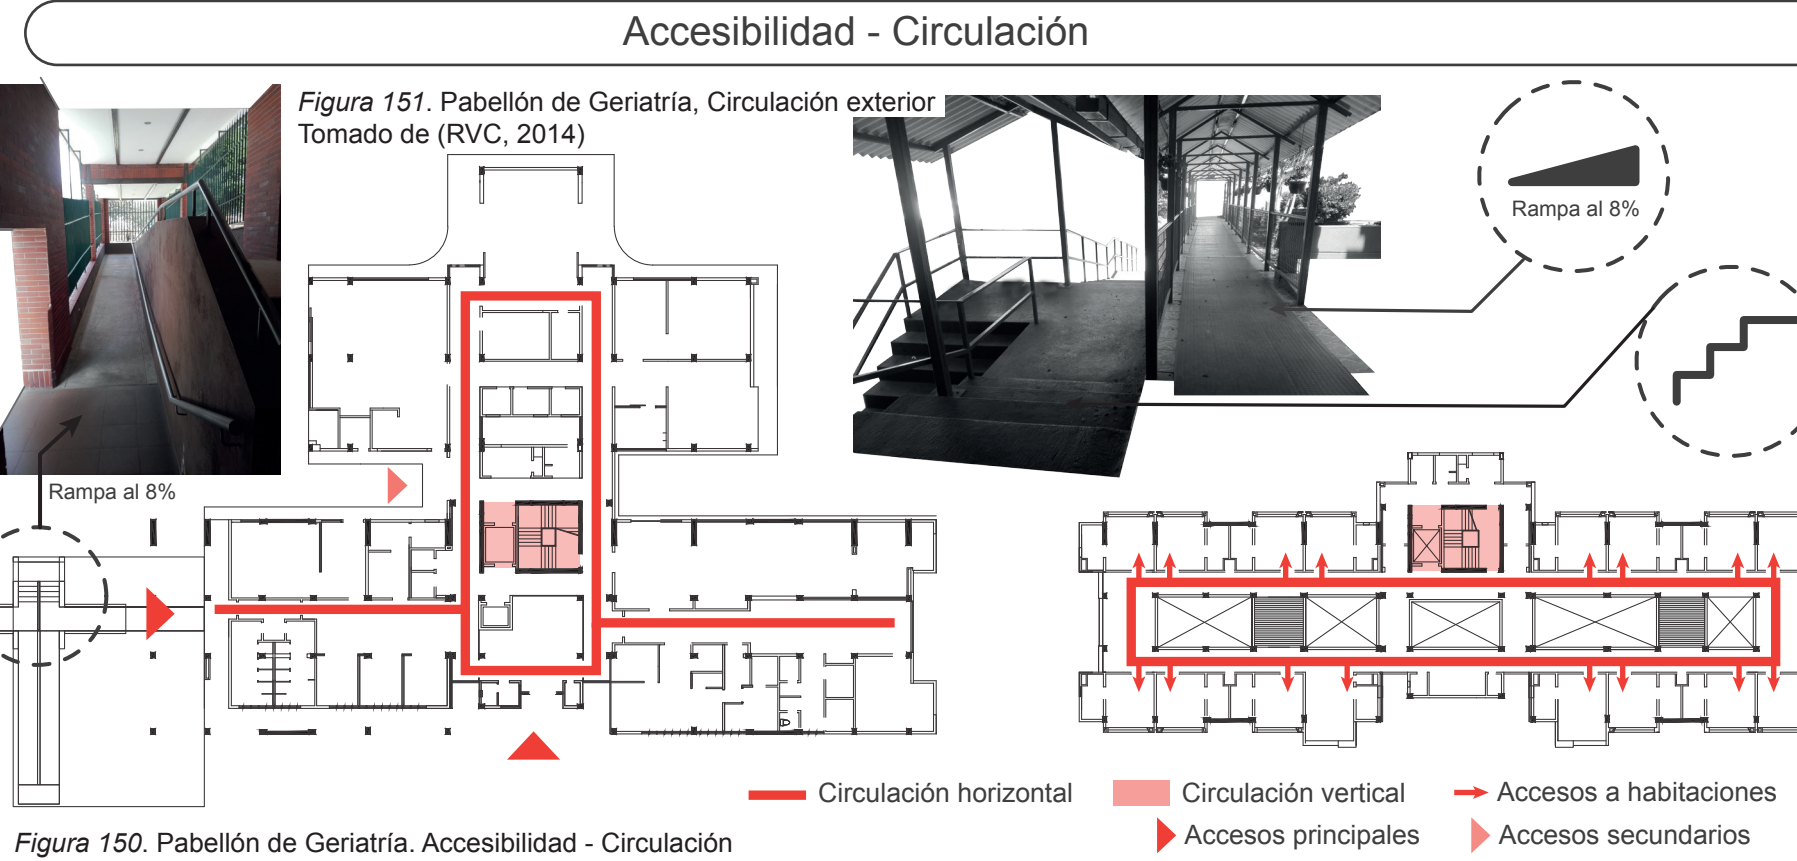 Accesibilidad - Circulación
Figura 151. Pabellón de Geriatría, Circulación exterior
Tomado de (RVC, 2014)
Rampa al 8%
Rampa al 8%
Circulación horizontal
Circulación vertical
Accesos a habitaciones
Accesos principales
Accesos secundarios
Figura 150. Pabellón de Geriatría. Accesibilidad - Circulación